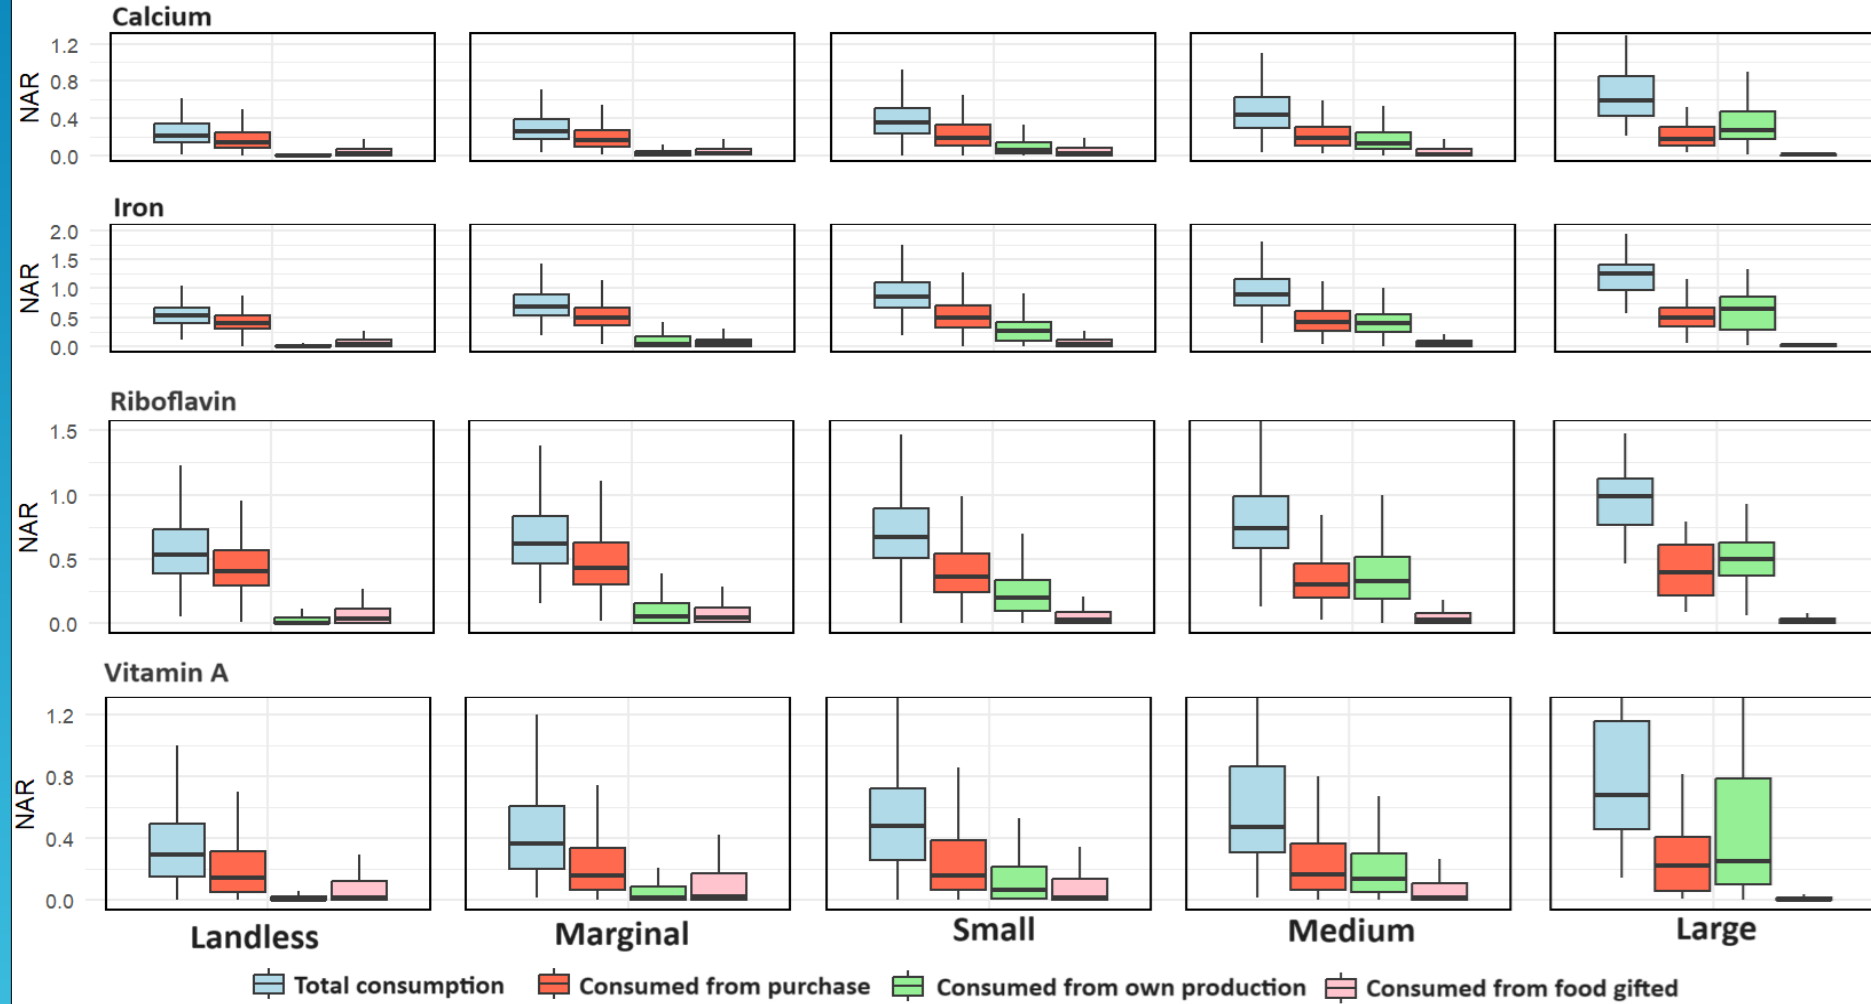 Calcium
NAR
1.2
0.8
0.4
0.0
Iron
NAR
2.0
1.5
1.0
0.5
0.0
Riboflavin
NAR
1.5
1.0
0.5
0.0
Vitamin A
NAR
1.2
0.8
0.4
0.0
Landless Marginal Small Medium Large
Total consumption Consumed from purchase Consumed from own production Consumed from food gifted